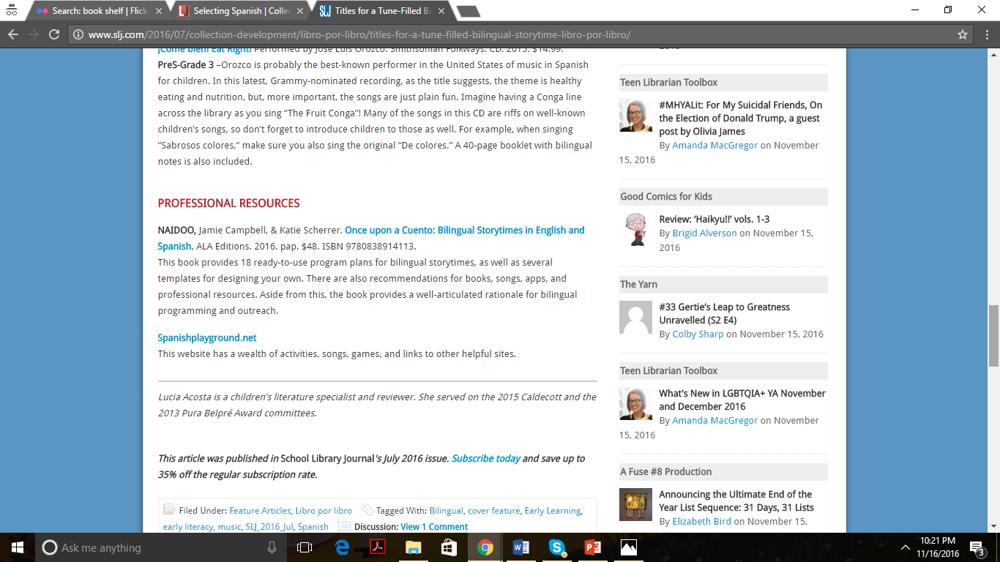 Search: book shelf | Flick
Selecting Spanish | Collec
Titles for a Tune-Filled Bi
www.slj.com/2016/07/collection-development/libro-por-libro/titles-for-a-tune-filled-bilingual-storytime-libro-por-libro/
¡Come bien! Eat Right! Performed by José Luis Orozco. Smithsonian Folkways. CD. 2015. $14.99.
PreS-Grade 3 –Orozco is probably the best-known performer in the United States of music in Spanish
for children. In this latest, Grammy-nominated recording, as the title suggests, the theme is healthy
eating and nutrition, but, more important, the songs are just plain fun. Imagine having a Conga line
across the library as you sing “The Fruit Conga”! Many of the songs in this CD are riffs on well-known
children’s songs, so don’t forget to introduce children to those as well. For example, when singing
“Sabrosos colores,” make sure you also sing the original “De colores.” A 40-page booklet with bilingual
notes is also included.
PROFESSIONAL RESOURCES
NAIDOO, Jamie Campbell, & Katie Scherrer. Once upon a Cuento: Bilingual Storytimes in English and
Spanish. ALA Editions. 2016. pap. $48. ISBN 9780838914113.
This book provides 18 ready-to-use program plans for bilingual storytimes, as well as several
templates for designing your own. There are also recommendations for books, songs, apps, and
professional resources. Aside from this, the book provides a well-articulated rationale for bilingual
programming and outreach.
Spanishplayground.net
This website has a wealth of activities, songs, games, and links to other helpful sites.
Lucia Acosta is a children’s literature specialist and reviewer. She served on the 2015 Caldecott and the
2013 Pura Belpré Award committees.
This article was published in School Library Journal's July 2016 issue. Subscribe today and save up to
35% off the regular subscription rate.
Filed Under: Feature Articles, Libro por libro Tagged With: Bilingual, cover feature, Early Learning,
early literacy, music, SLJ_2016_Jul, Spanish Discussion: View 1 Comment
2016
Teen Librarian Toolbox
#MHYALit: For My Suicidal Friends, On
the Election of Donald Trump, a guest
post by Olivia James
By Amanda MacGregor on November
15, 2016
Good Comics for Kids
Review: ‘Haikyu!!’ vols. 1-3
By Brigid Alverson on November 15,
2016
The Yarn
#33 Gertie’s Leap to Greatness
Unravelled (S2 E4)
By Colby Sharp on November 15, 2016
Teen Librarian Toolbox
What’s New in LGBTQIA+ YA November
and December 2016
By Amanda MacGregor on November
15, 2016
A Fuse #8 Production
Announcing the Ultimate End of the
Year List Sequence: 31 Days, 31 Lists
By Elizabeth Bird on November 15,
Ask me anything
10:21 PM
11/16/2016
3